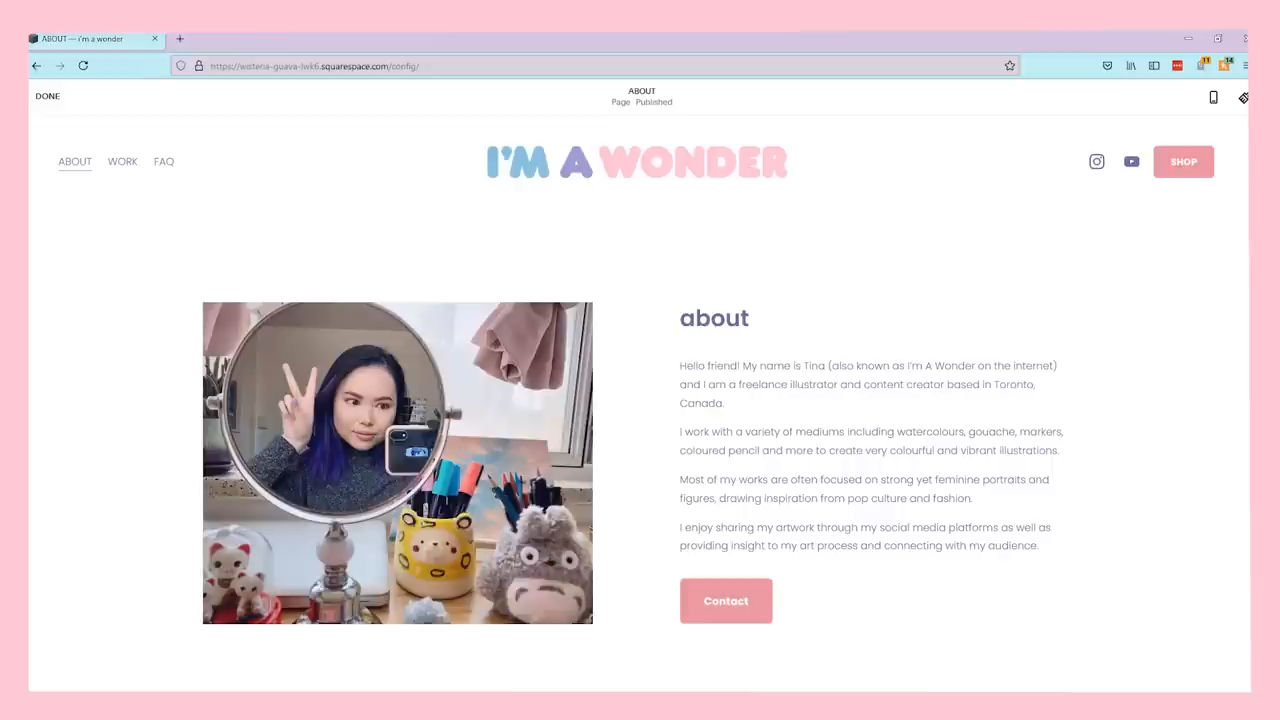 ABOUT — i'm a wonder
https://wisteria-guava-lwk6.squarespace.com/config/
11
14
DONE
ABOUT
Page Published
ABOUT WORK FAQ
I'M A WONDER
SHOP
about
Hello friend! My name is Tina (also known as I'm A Wonder on the internet)
and I am a freelance illustrator and content creator based in Toronto,
Canada.
I work with a variety of mediums including watercolours, gouache, markers,
coloured pencil and more to create very colourful and vibrant illustrations.
Most of my works are often focused on strong yet feminine portraits and
figures, drawing inspiration from pop culture and fashion.
I enjoy sharing my artwork through my social media platforms as well as
providing insight to my art process and connecting with my audience.
Contact